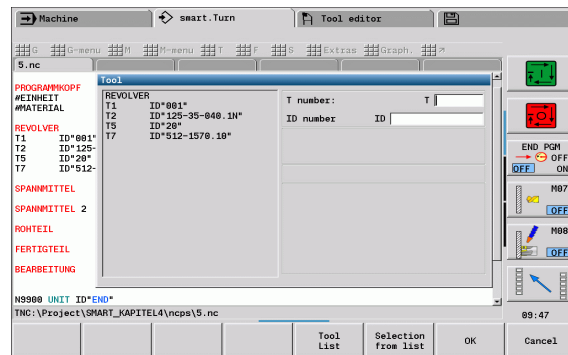 Machine smart.Turn Tool editor
G G-menu M M-menu T F S Extras Graph.
5.nc
Tool
PROGRAMMKOPF
#EINHEIT
#MATERIAL
REVOLVER
T1 ID"001"
T2 ID"125-
T5 ID"20"
T7 ID"512-
SPANNMITTEL
SPANNMITTEL 2
ROHTEIL
FERTIGTEIL
BEARBEITUNG
N9900 UNIT ID"END"
REVOLVER
T1 ID"001"
T2 ID"125-35-040.1N"
T5 ID"20"
T7 ID"512-1570.10"
T number: T
ID number ID
TNC:\Project\SMART_KAPITEL4\ncps\5.nc
END PGM
OFF
OFF ON
M07
OFF
M08
OFF
09:47
Tool List
Selection from list
OK
Cancel